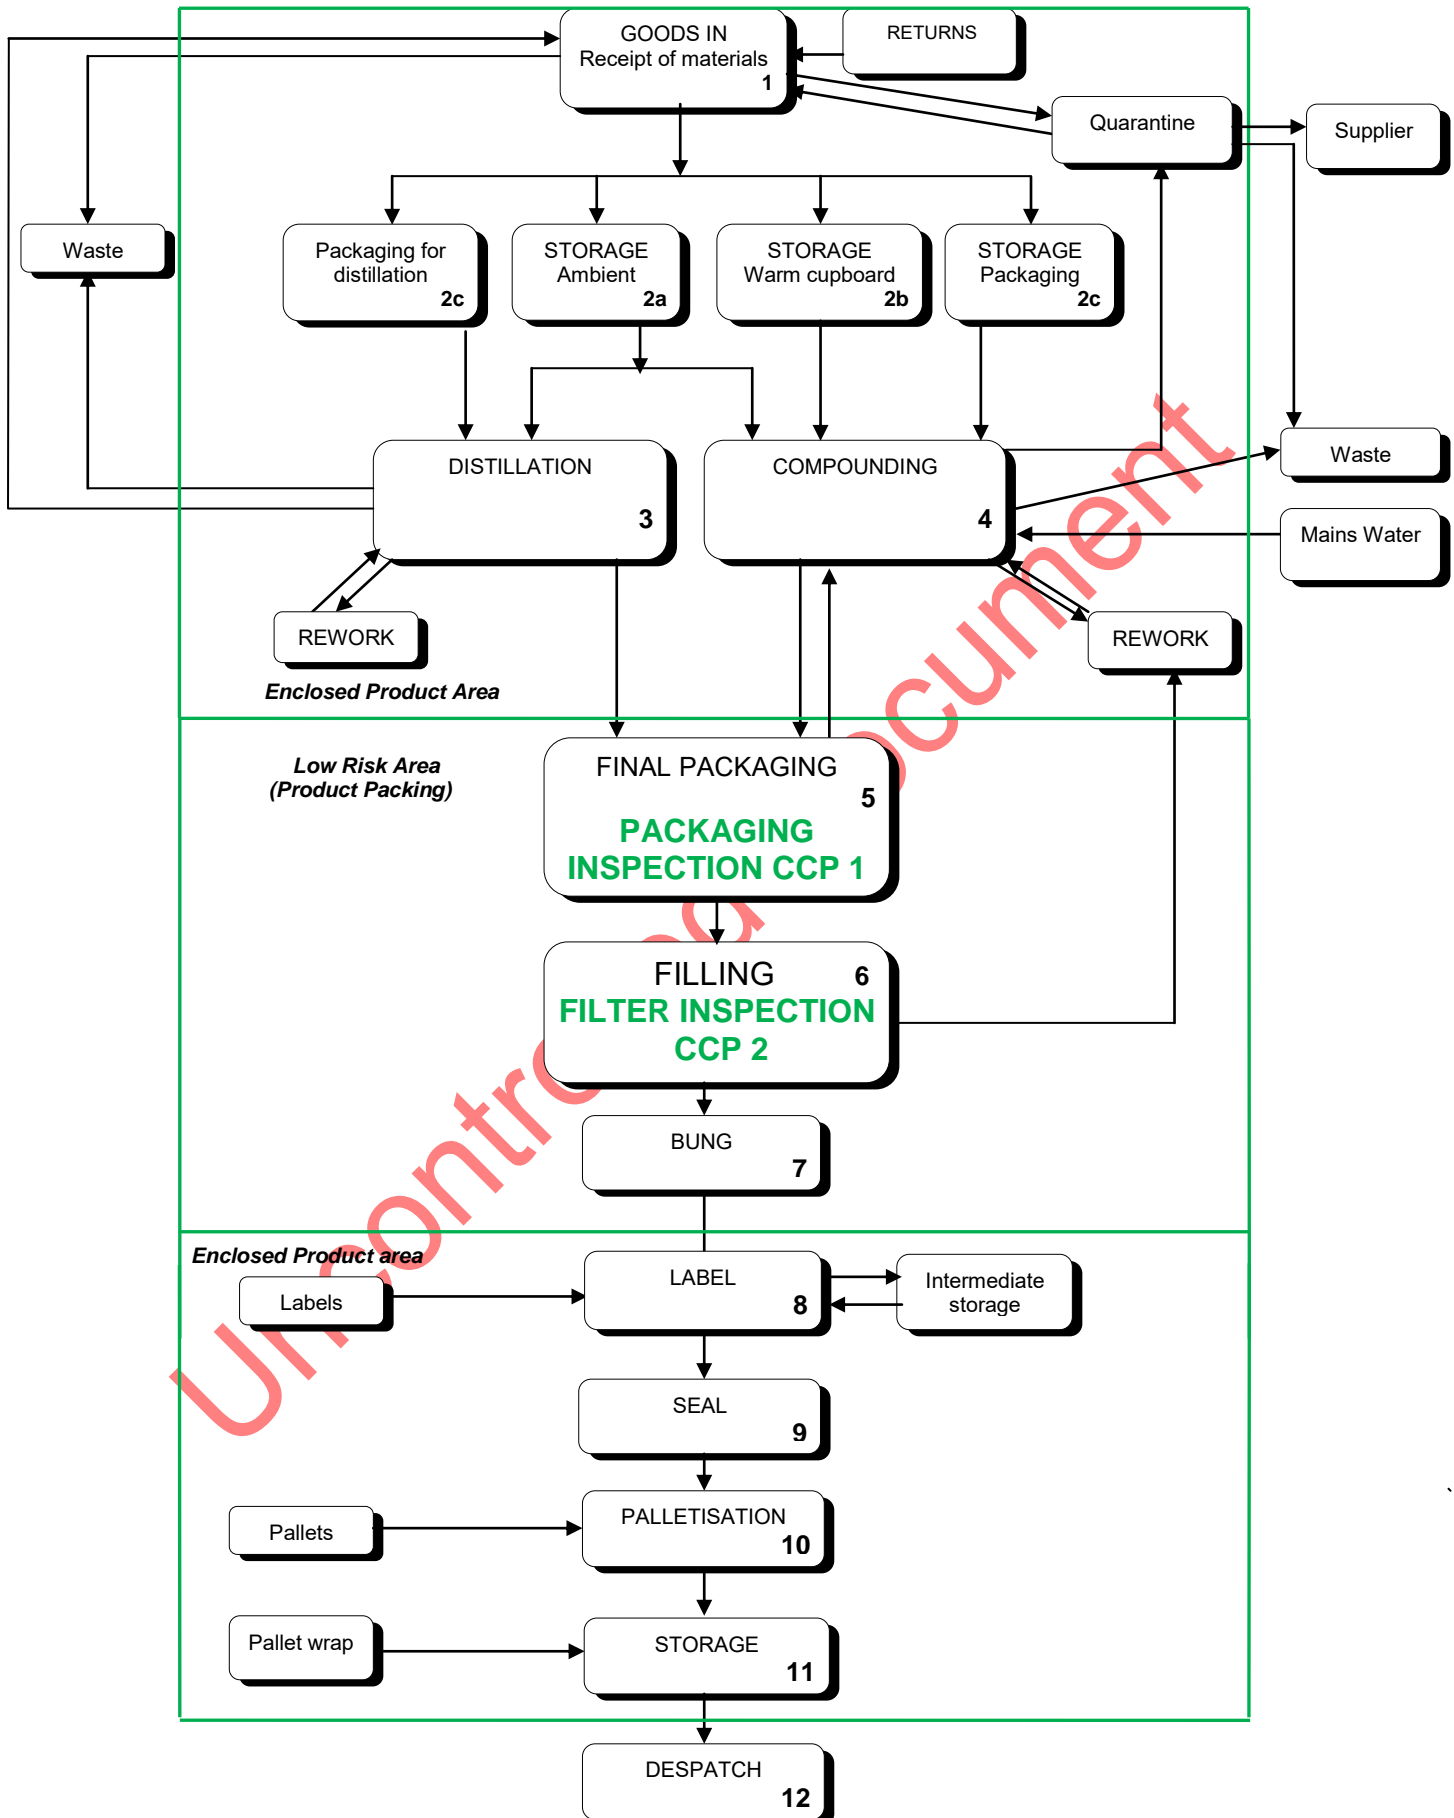 GOODS IN
Receipt of materials
1
RETURNS
Quarantine
Supplier
Waste
Packaging for
distillation
2c
STORAGE
Ambient
2a
STORAGE
Warm cupboard
2b
STORAGE
Packaging
2c
DISTILLATION
3
COMPOUNDING
4
Waste
Mains Water
REWORK
REWORK
Enclosed Product Area
Low Risk Area
(Product Packing)
FINAL PACKAGING
5
PACKAGING
INSPECTION CCP 1
FILLING 6
FILTER INSPECTION
CCP 2
BUNG
7
Enclosed Product area
Labels
LABEL
8
Intermediate
storage
SEAL
9
Pallets
PALLETISATION
10
Pallet wrap
STORAGE
11
DESPATCH
12
Uncontrolled Document